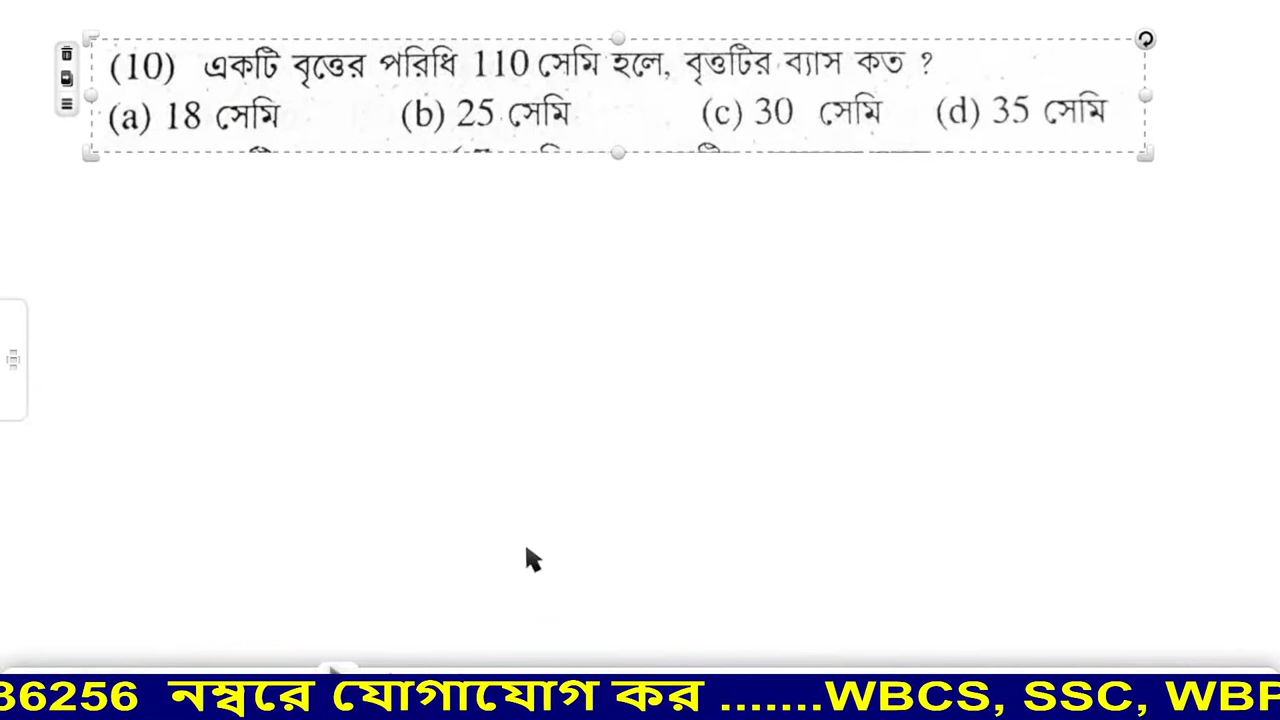 (10) একটি বৃত্তের পরিধি 110 সেমি হলে, বৃত্তটির ব্যাস কত ?
(a) 18 সেমি (b) 25 সেমি (c) 30 সেমি (d) 35 সেমি
36256 নম্বরে যোগাযোগ কর .......WBCS, SSC, WBP